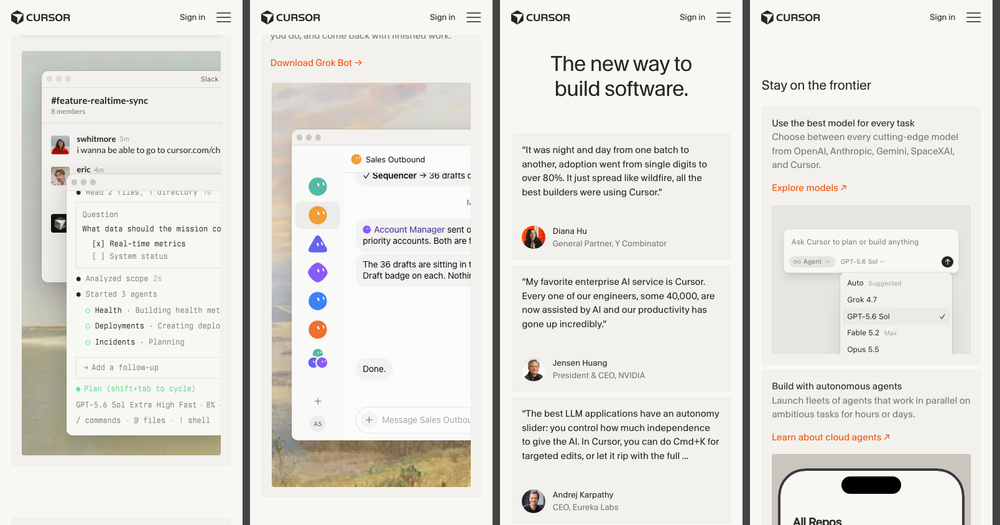 CURSOR
Sign in
Slack
#feature-realtime-sync
8 members
swhitmore 5m
i wanna be able to go to cursor.com/ch
eric 4m
Read 2 files, 1 directory 1s
Question
What data should the mission co
[x] Real-time metrics
[ ] System status
Analyzed scope 2s
Started 3 agents
Health · Building health met
Deployments · Creating deplo
Incidents · Planning
→ Add a follow-up
Plan (shift+tab to cycle)
GPT-5.6 Sol Extra High Fast · 8% ·
/ commands · @ files · ! shell
CURSOR
Sign in
you do, and come back with finished work.
Download Grok Bot →
Sales Outbound
✓ Sequencer → 36 drafts c
M
Account Manager sent o
priority accounts. Both are f
The 36 drafts are sitting in t
Draft badge on each. Nothin
Done.
+
AS
+ Message Sales Outbou
CURSOR
Sign in
The new way to
build software.
“It was night and day from one batch to
another, adoption went from single digits to
over 80%. It just spread like wildfire, all the
best builders were using Cursor.”
Diana Hu
General Partner, Y Combinator
“My favorite enterprise AI service is Cursor.
Every one of our engineers, some 40,000, are
now assisted by AI and our productivity has
gone up incredibly.”
Jensen Huang
President & CEO, NVIDIA
“The best LLM applications have an autonomy
slider: you control how much independence
to give the AI. In Cursor, you can do Cmd+K for
targeted edits, or let it rip with the full ...
Andrej Karpathy
CEO, Eureka Labs
CURSOR
Sign in
Stay on the frontier
Use the best model for every task
Choose between every cutting-edge model
from OpenAI, Anthropic, Gemini, SpaceXAI,
and Cursor.
Explore models ↗
Ask Cursor to plan or build anything
∞ Agent
GPT-5.6 Sol
Auto Suggested
Grok 4.7
GPT-5.6 Sol ✓
Fable 5.2 Max
Opus 5.5
Build with autonomous agents
Launch fleets of agents that work in parallel on
ambitious tasks for hours or days.
Learn about cloud agents ↗
All Repos